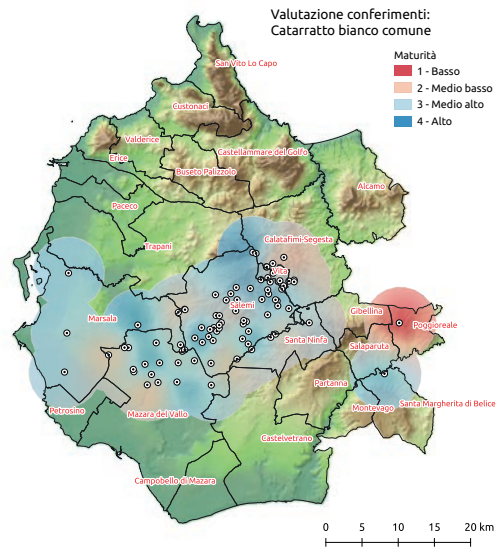 Valutazione conferimenti:
Catarratto bianco comune
Maturità
1 - Basso
2 - Medio basso
3 - Medio alto
4 - Alto
San Vito Lo Capo
Custonaci
Valderice
Erice
Castellammare del Golfo
Buseto Palizzolo
Alcamo
Paceco
Trapani
Calatafimi-Segesta
Vita
Marsala
Salemi
Gibellina
Poggioreale
Santa Ninfa
Salaparuta
Partanna
Petrosino
Mazara del Vallo
Montevago
Santa Margherita di Belice
Castelvetrano
Campobello di Mazara
0 5 10 15 20 km